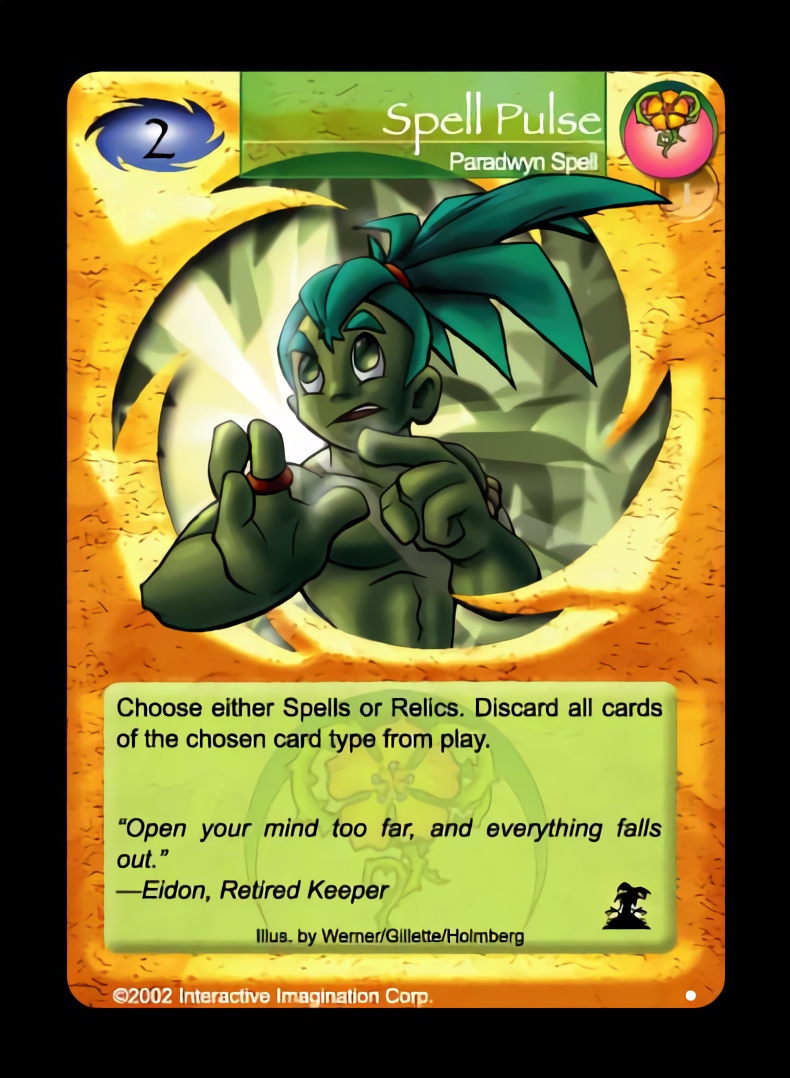 2
Spell Pulse
Paradwyn Spell
Choose either Spells or Relics. Discard all cards
of the chosen card type from play.
“Open your mind too far, and everything falls
out.”
—Eidon, Retired Keeper
Illus. by Werner/Gillette/Holmberg
©2002 Interactive Imagination Corp.